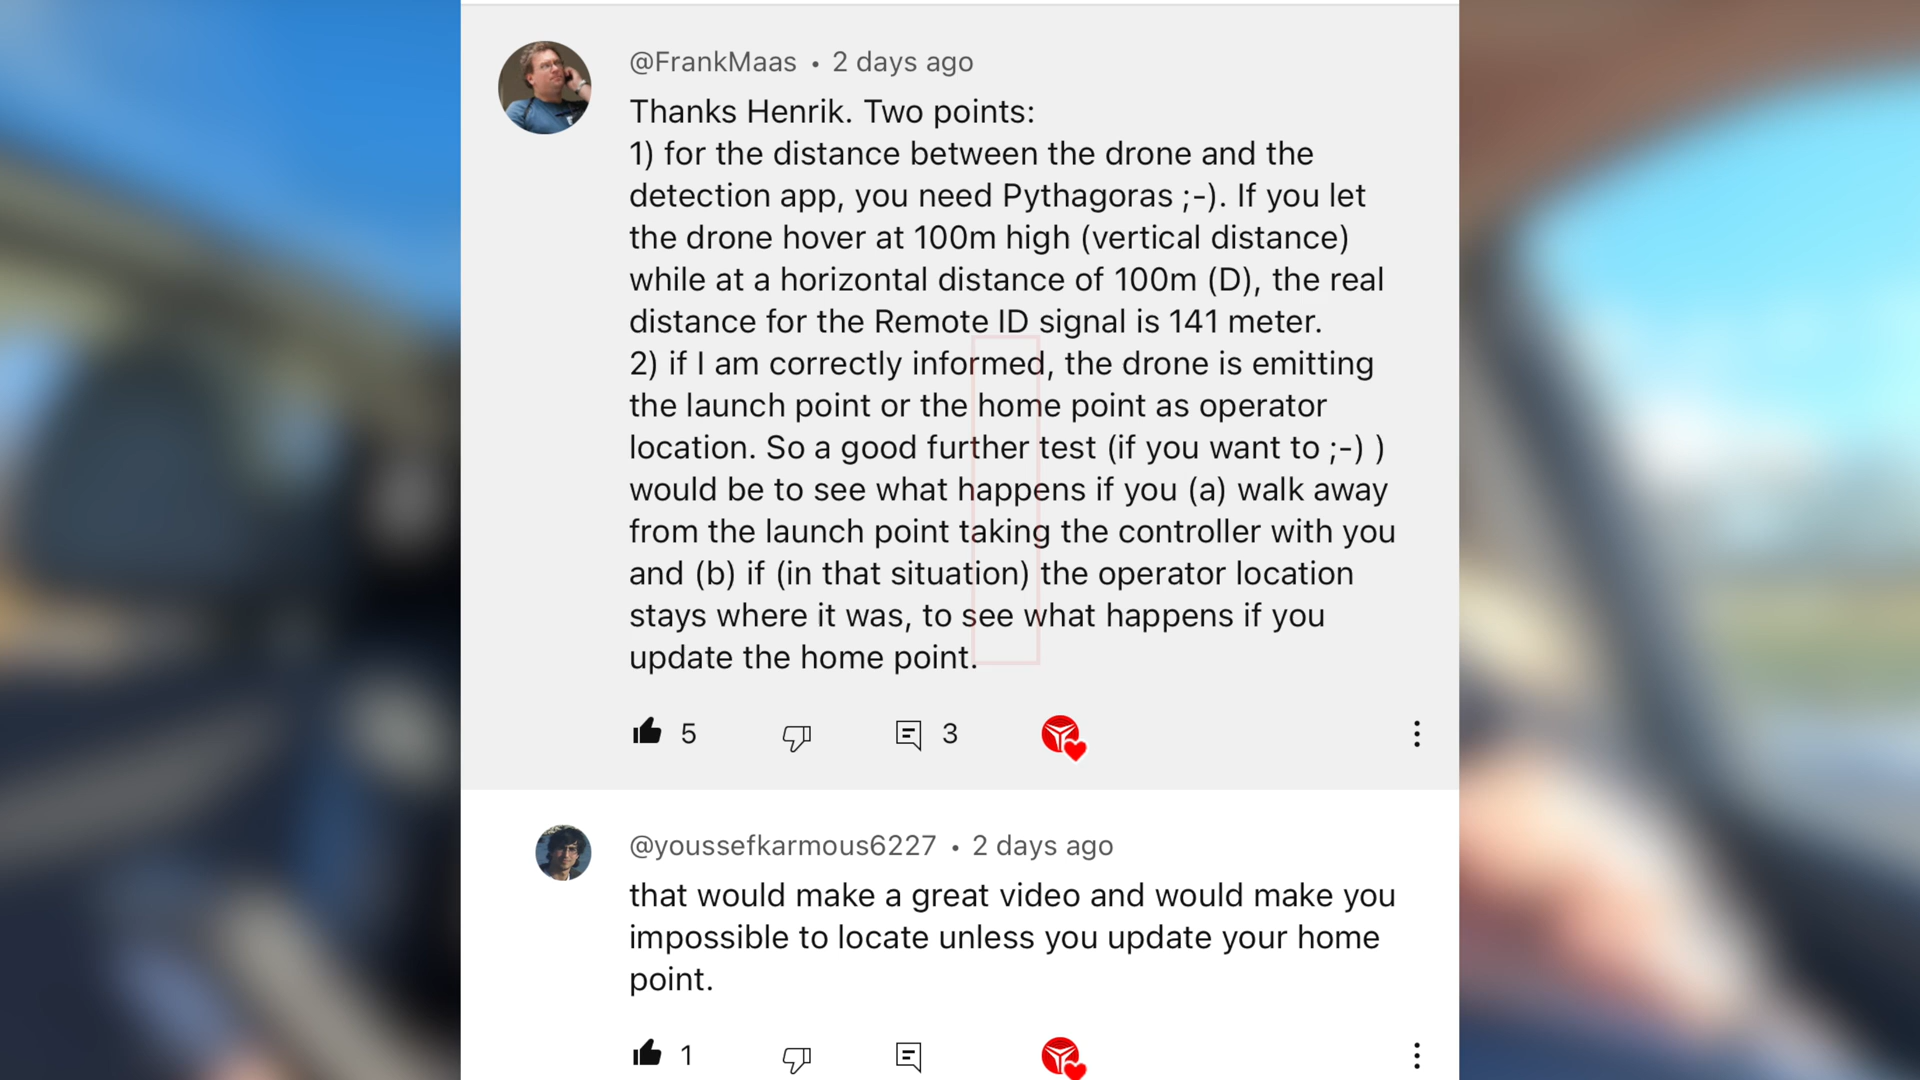 @FrankMaas • 2 days ago
Thanks Henrik. Two points:
1) for the distance between the drone and the
detection app, you need Pythagoras ;-). If you let
the drone hover at 100m high (vertical distance)
while at a horizontal distance of 100m (D), the real
distance for the Remote ID signal is 141 meter.
2) if I am correctly informed, the drone is emitting
the launch point or the home point as operator
location. So a good further test (if you want to ;-) )
would be to see what happens if you (a) walk away
from the launch point taking the controller with you
and (b) if (in that situation) the operator location
stays where it was, to see what happens if you
update the home point.
5 3
@youssefkarmous6227 • 2 days ago
that would make a great video and would make you
impossible to locate unless you update your home
point.
1